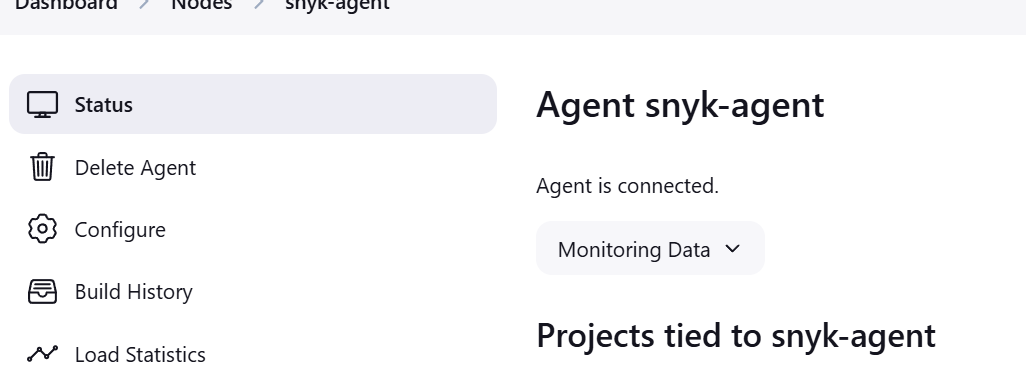 Dashboard > Nodes > snyk-agent
Status
Delete Agent
Configure
Build History
Load Statistics
Agent snyk-agent
Agent is connected.
Monitoring Data
Projects tied to snyk-agent